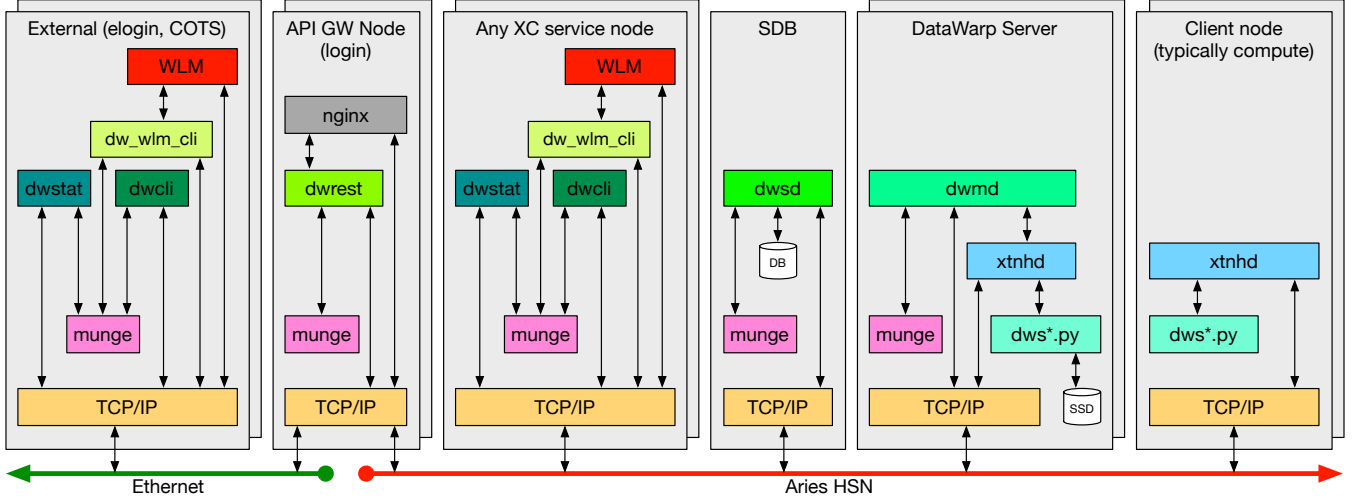 External (elogin, COTS)
WLM
dw_wlm_cli
dwstat
dwcli
munge
TCP/IP
API GW Node
(login)
nginx
dwrest
munge
TCP/IP
Any XC service node
WLM
dw_wlm_cli
dwstat
dwcli
munge
TCP/IP
SDB
dwsd
DB
munge
TCP/IP
DataWarp Server
dwmd
xtnhd
munge
dws*.py
TCP/IP
SSD
Client node
(typically compute)
xtnhd
dws*.py
TCP/IP
Ethernet
Aries HSN